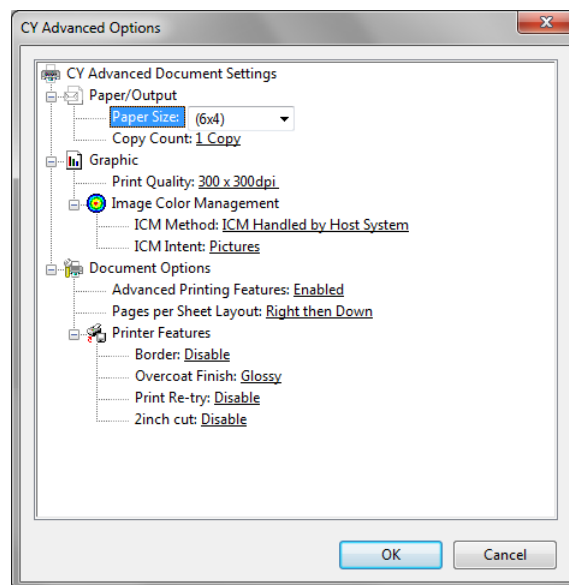 CY Advanced Options
CY Advanced Document Settings
Paper/Output
Paper Size: (6x4)
Copy Count: 1 Copy
Graphic
Print Quality: 300 x 300dpi
Image Color Management
ICM Method: ICM Handled by Host System
ICM Intent: Pictures
Document Options
Advanced Printing Features: Enabled
Pages per Sheet Layout: Right then Down
Printer Features
Border: Disable
Overcoat Finish: Glossy
Print Re-try: Disable
2inch cut: Disable
OK Cancel